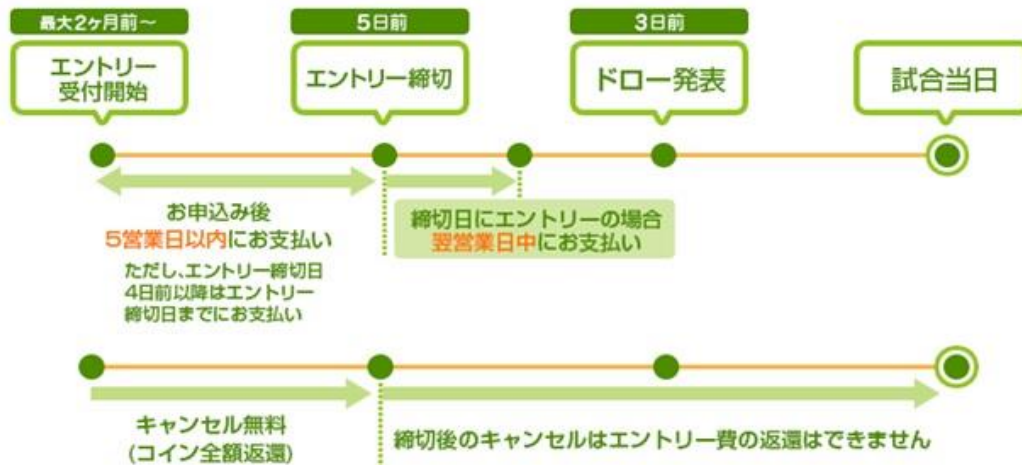 最大2ヶ月前～
エントリー
受付開始
5日前
エントリー締切
3日前
ドロー発表
試合当日
お申込み後
5営業日以内にお支払い
ただし、エントリー締切日
4日前以降はエントリー
締切日までにお支払い
締切日にエントリーの場合
翌営業日中にお支払い
キャンセル無料
(コイン全額返還)
締切後のキャンセルはエントリー費の返還はできません